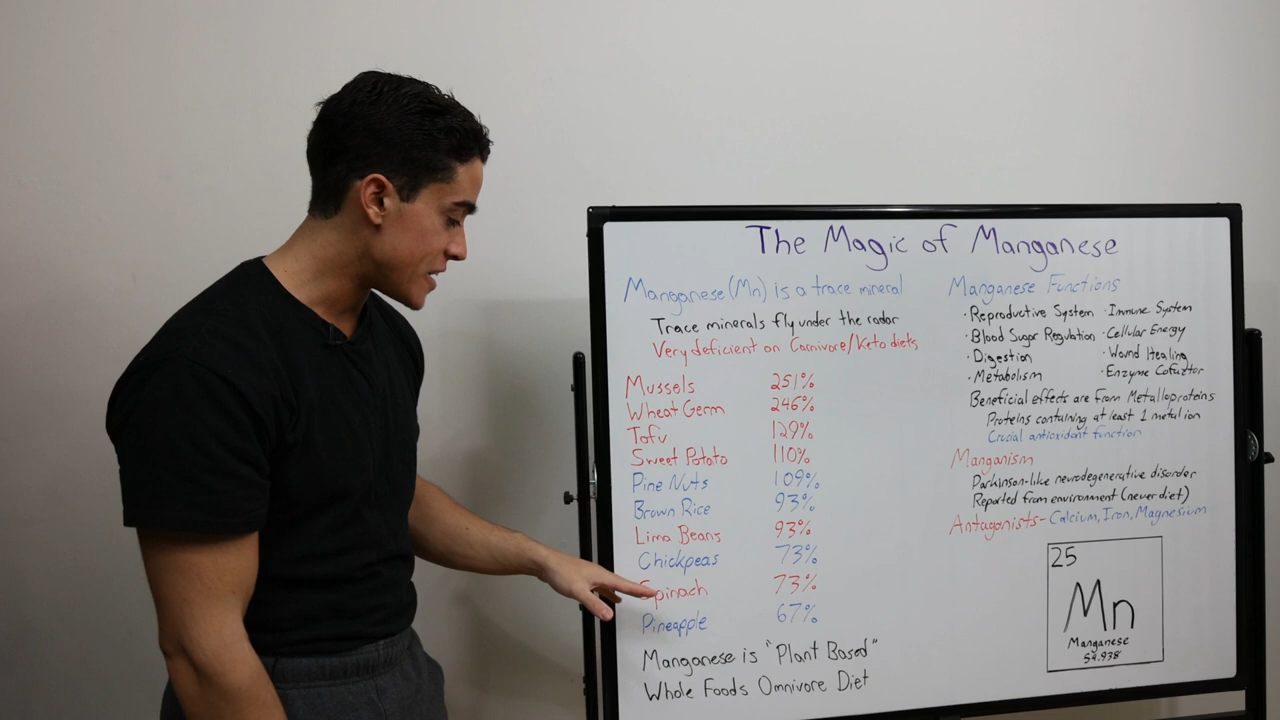 The Magic of Manganese
Manganese (Mn) is a trace mineral
Trace minerals fly under the radar
Very deficient on Carnivore/Keto diets
Mussels 251%
Wheat Germ 246%
Tofu 129%
Sweet Potato 110%
Pine Nuts 109%
Brown Rice 93%
Lima Beans 93%
Chickpeas 73%
Spinach 73%
Pineapple 67%
Manganese is "Plant Based"
Whole Foods Omnivore Diet
Manganese Functions
· Reproductive System · Immune System
· Blood Sugar Regulation · Cellular Energy
· Digestion · Wound Healing
· Metabolism · Enzyme Cofactor
Beneficial effects are from Metalloproteins
Proteins containing at least 1 metal ion
Crucial antioxidant function
Manganism
Parkinson-like neurodegenerative disorder
Reported from environment (never diet)
Antagonists - Calcium, Iron, Magnesium
25
Mn
Manganese
54.938